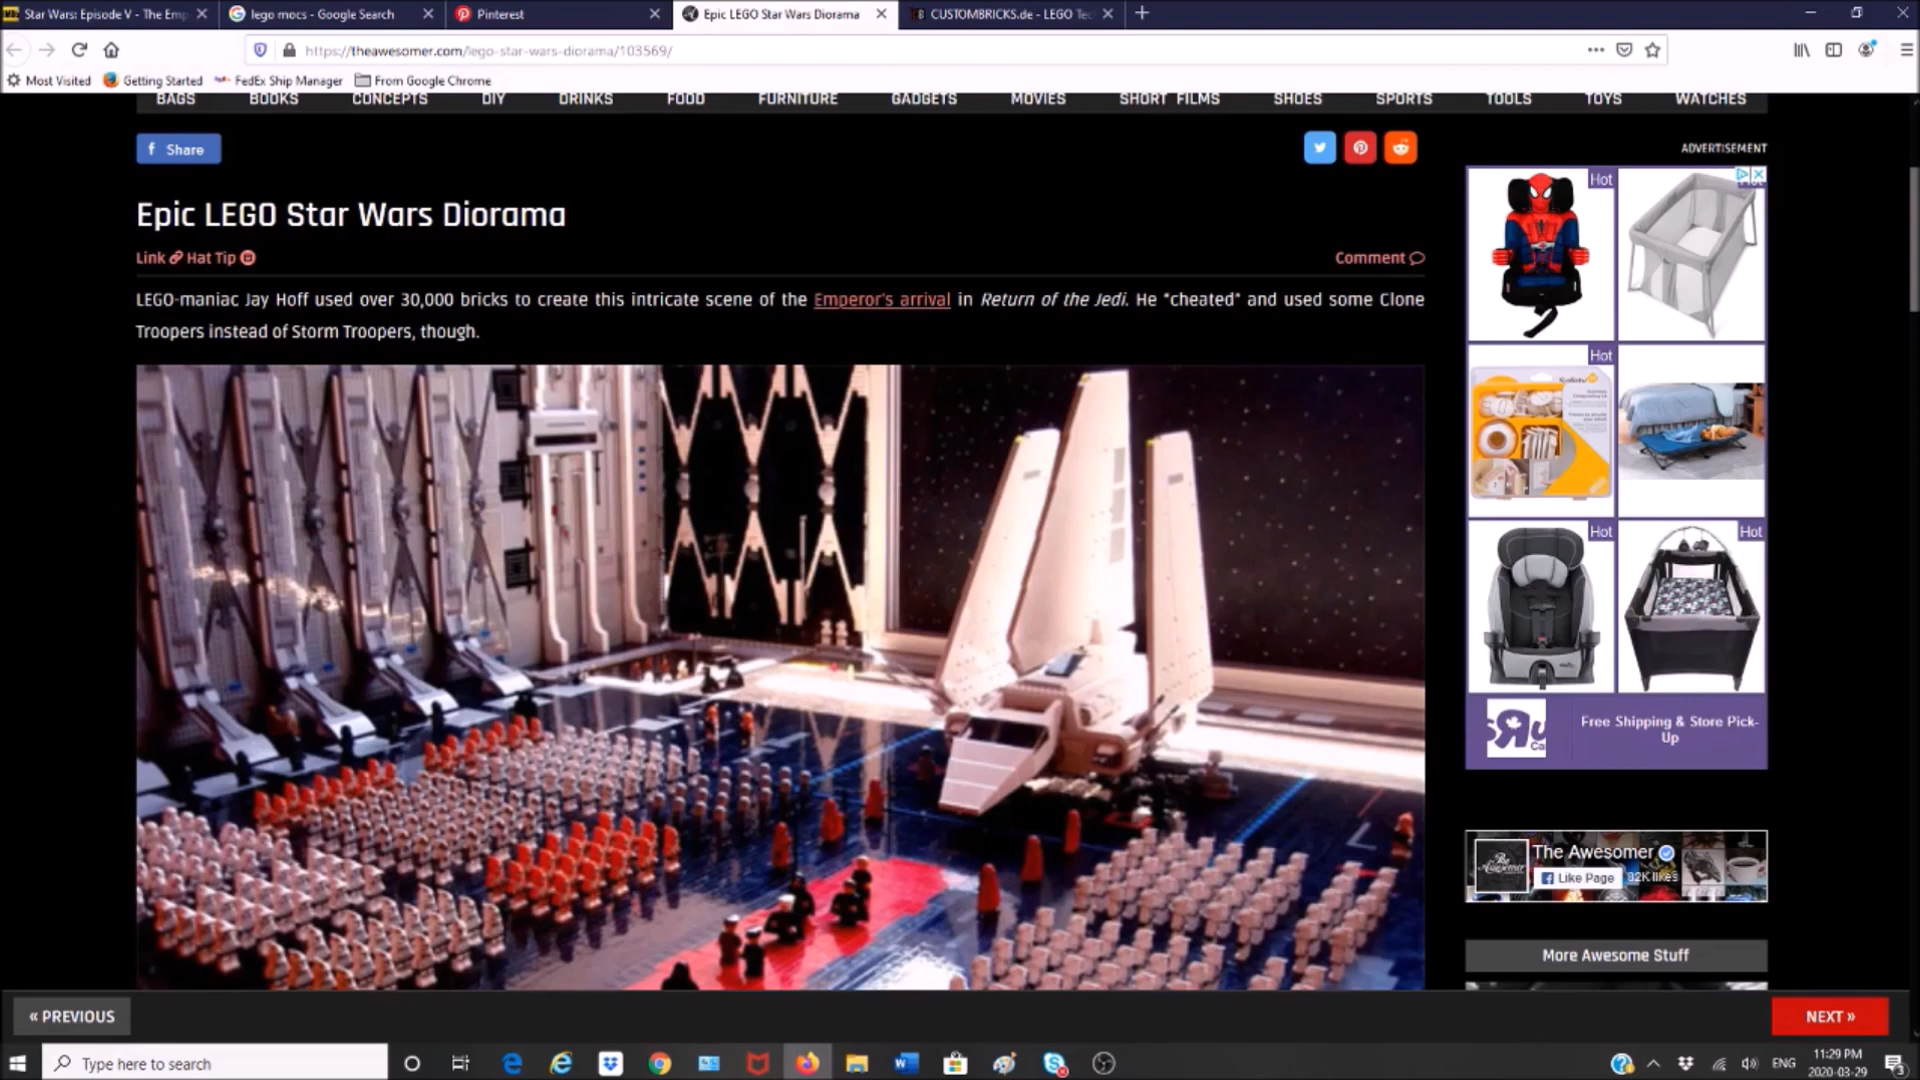 Star Wars: Episode V - The Emp
lego mocs - Google Search
Pinterest
Epic LEGO Star Wars Diorama
CUSTOMBRICKS.de - LEGO Tec
https://theawesomer.com/lego-star-wars-diorama/103569/
Most Visited
Getting Started
FedEx Ship Manager
From Google Chrome
BAGS
BOOKS
CONCEPTS
DIY
DRINKS
FOOD
FURNITURE
GADGETS
MOVIES
SHORT FILMS
SHOES
SPORTS
TOOLS
TOYS
WATCHES
f Share
ADVERTISEMENT
Hot
Epic LEGO Star Wars Diorama
Link Hat Tip
Comment
LEGO-maniac Jay Hoff used over 30,000 bricks to create this intricate scene of the Emperor's arrival in Return of the Jedi. He "cheated" and used some Clone
Troopers instead of Storm Troopers, though.
Hot
Hot
Hot
Free Shipping & Store Pick-
Up
The Awesomer
Like Page
92K likes
More Awesome Stuff
« PREVIOUS
NEXT »
Type here to search
ENG
11:29 PM
2020-03-29